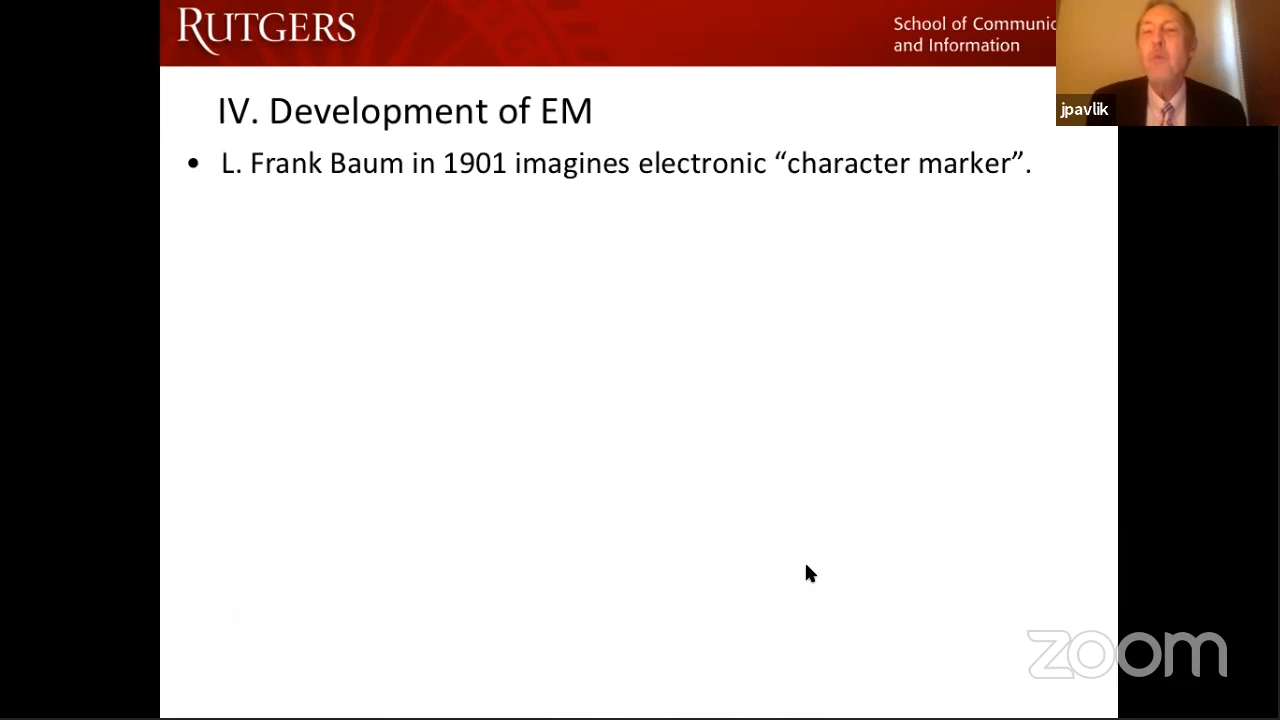 RUTGERS
School of Communic
and Information
jpavlik
IV. Development of EM
• L. Frank Baum in 1901 imagines electronic “character marker”.
zoom